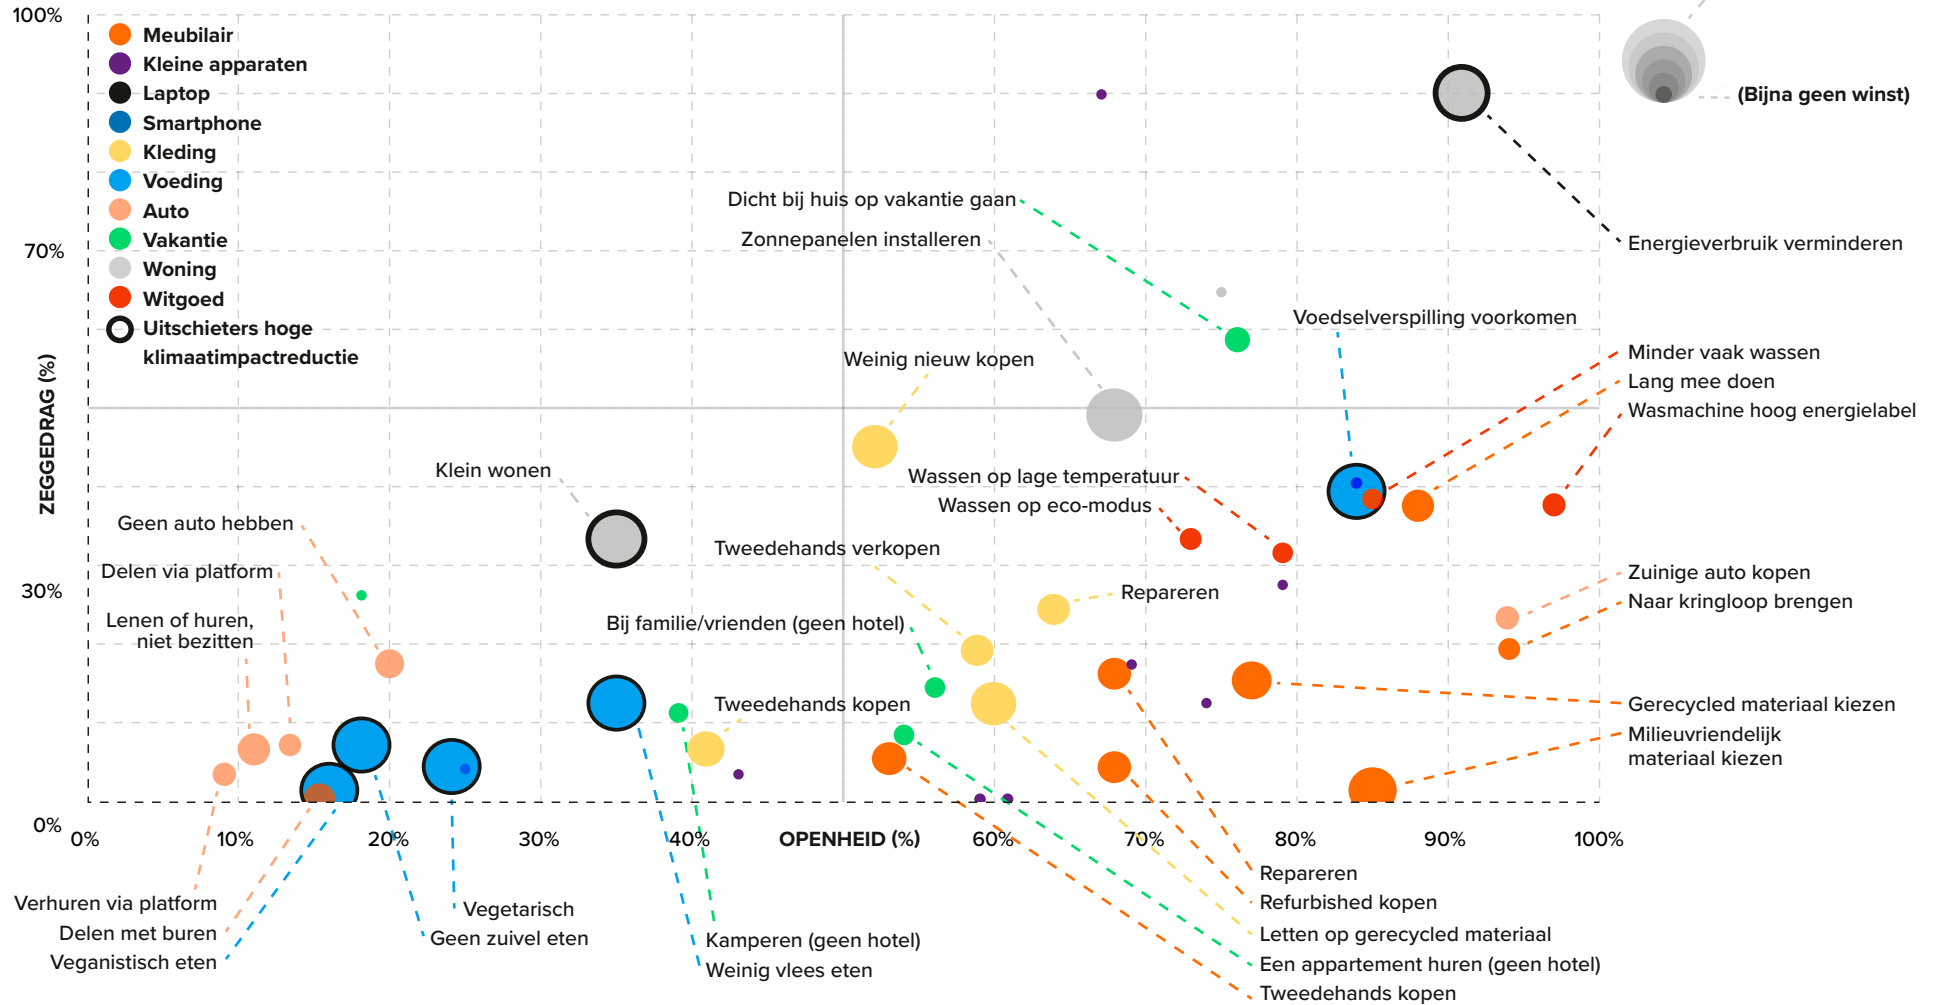 100%
Meubilair
Kleine apparaten
Laptop
Smartphone
Kleding
Voeding
Auto
Vakantie
Woning
Witgoed
Uitschieters hoge
klimaatimpactreductie
(Bijna geen winst)
70%
30%
0%
ZEGGEDRAG (%)
Dicht bij huis op vakantie gaan
Zonnepanelen installeren
Energieverbruik verminderen
Voedselverspilling voorkomen
Weinig nieuw kopen
Minder vaak wassen
Lang mee doen
Wasmachine hoog energielabel
Klein wonen
Wassen op lage temperatuur
Wassen op eco-modus
Geen auto hebben
Tweedehands verkopen
Delen via platform
Repareren
Zuinige auto kopen
Naar kringloop brengen
Lenen of huren,
niet bezitten
Bij familie/vrienden (geen hotel)
Tweedehands kopen
Gerecycled materiaal kiezen
Milieuvriendelijk
materiaal kiezen
0%
10%
20%
30%
40%
OPENHEID (%)
60%
70%
80%
90%
100%
Verhuren via platform
Delen met buren
Veganistisch eten
Vegetarisch
Geen zuivel eten
Kamperen (geen hotel)
Weinig vlees eten
Repareren
Refurbished kopen
Letten op gerecycled materiaal
Een appartement huren (geen hotel)
Tweedehands kopen